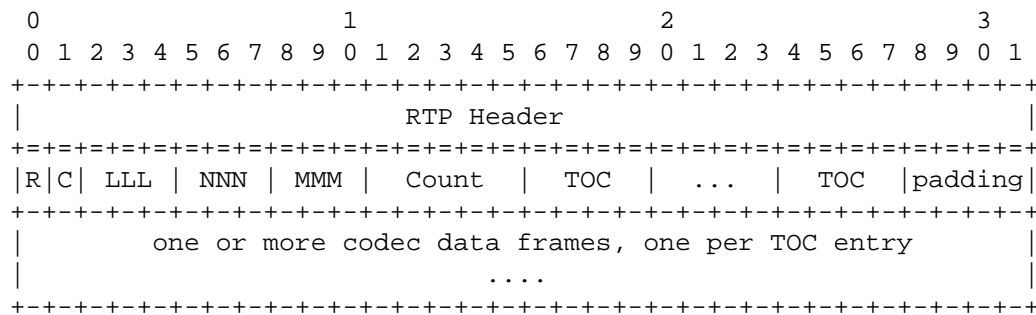 0                   1                   2                   3
 0 1 2 3 4 5 6 7 8 9 0 1 2 3 4 5 6 7 8 9 0 1 2 3 4 5 6 7 8 9 0 1
+-+-+-+-+-+-+-+-+-+-+-+-+-+-+-+-+-+-+-+-+-+-+-+-+-+-+-+-+-+-+-+-+
|                        RTP Header                             |
+=+=+=+=+=+=+=+=+=+=+=+=+=+=+=+=+=+=+=+=+=+=+=+=+=+=+=+=+=+=+=+=+
|R|C| LLL | NNN | MMM |  Count  |  TOC  |  ...  |  TOC  |padding|
+-+-+-+-+-+-+-+-+-+-+-+-+-+-+-+-+-+-+-+-+-+-+-+-+-+-+-+-+-+-+-+-+
|        one or more codec data frames, one per TOC entry       |
|                             ....                              |
+-+-+-+-+-+-+-+-+-+-+-+-+-+-+-+-+-+-+-+-+-+-+-+-+-+-+-+-+-+-+-+-+